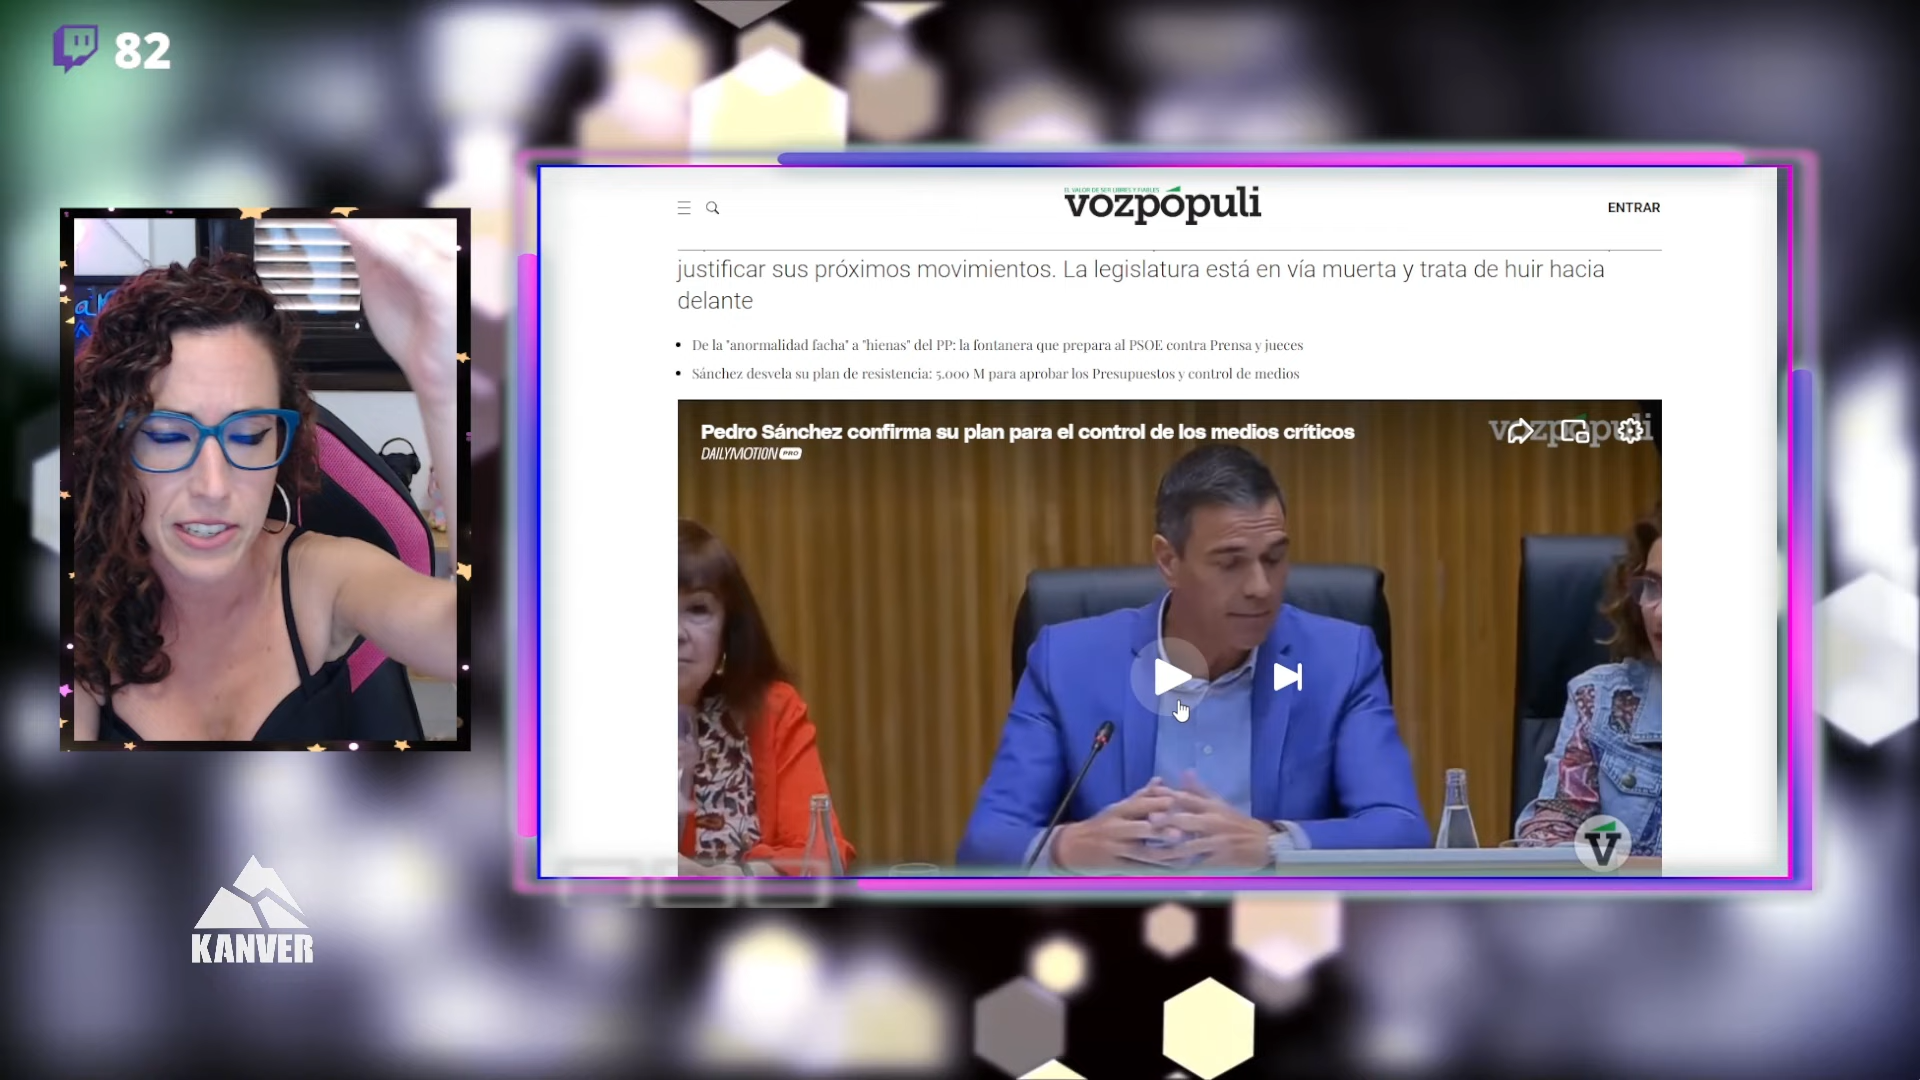 82
EL VALOR DE SER LIBRES Y FIABLES
vozpópuli
ENTRAR
justificar sus próximos movimientos. La legislatura está en vía muerta y trata de huir hacia
delante
De la "anormalidad facha" a "hienas" del PP: la fontanera que prepara al PSOE contra Prensa y jueces
Sánchez desvela su plan de resistencia: 5.000 M para aprobar los Presupuestos y control de medios
Pedro Sánchez confirma su plan para el control de los medios críticos
DAILYMOTION PRO
vozpópuli
V
KANVER